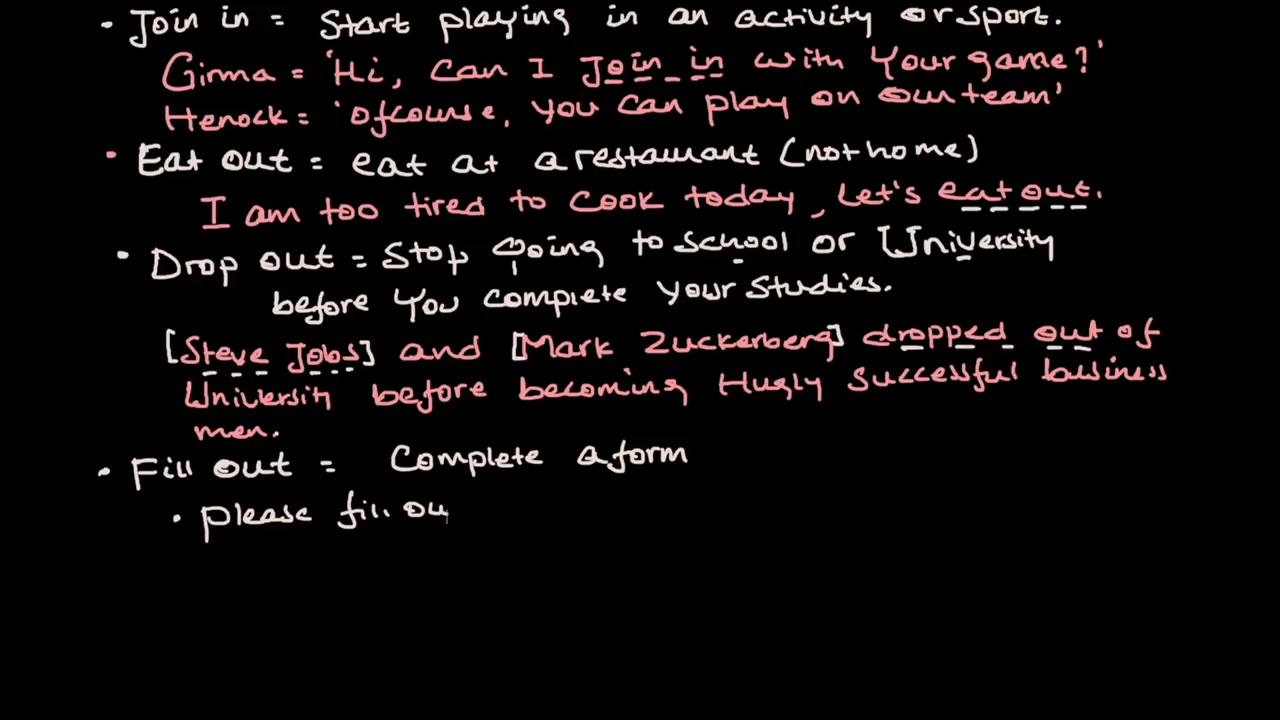 • Join in = Start playing in an activity or sport.
Girma = 'Hi, can I Join in with Your game?'
Henock = 'ofcourse, You can play on our team'
• Eat out = eat at a restaurant (not home)
I am too tired to cook today, Let's eat out.
• Drop out = Stop Going to school or University
before You complete your studies.
[Steve Jobs] and [Mark Zuckerberg] dropped out of
University before becoming Hugly successful business
men.
• Fill out = Complete a form
• please fill ou